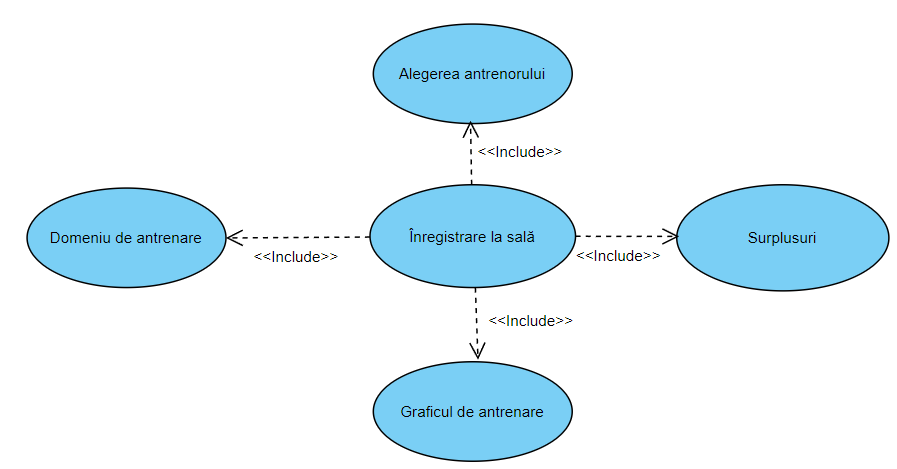 Alegerea antrenorului
<<Include>>
Domeniu de antrenare
Înregistrare la sală
Surplusuri
<<Include>>
<<Include>>
<<Include>>
Graficul de antrenare